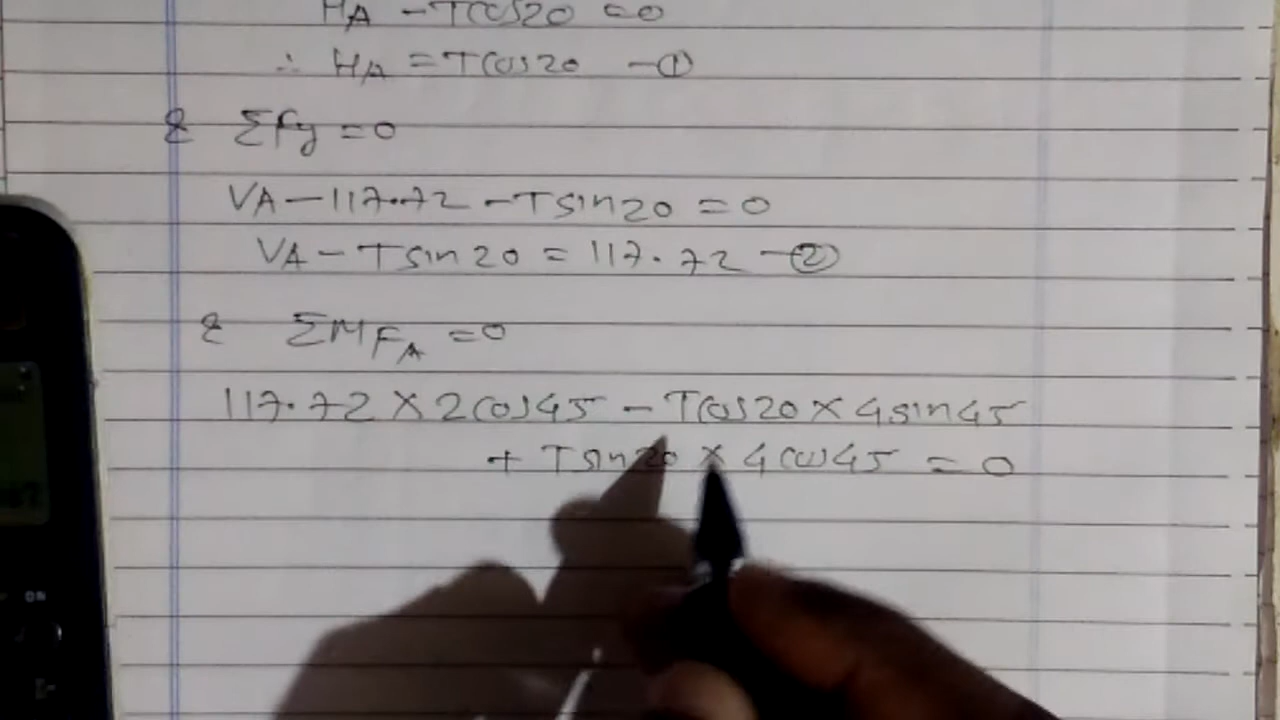 HA - TCos20 = 0
∴ HA = TCos20 - ①
& ΣFy = 0
VA - 117.72 - Tsin20 = 0
VA - Tsin20 = 117.72 - ②
& ΣMFA = 0
117.72 × 2cos45 - Tcos20 × 4sin45
+ Tsin20 × 4cos45 = 0
ON